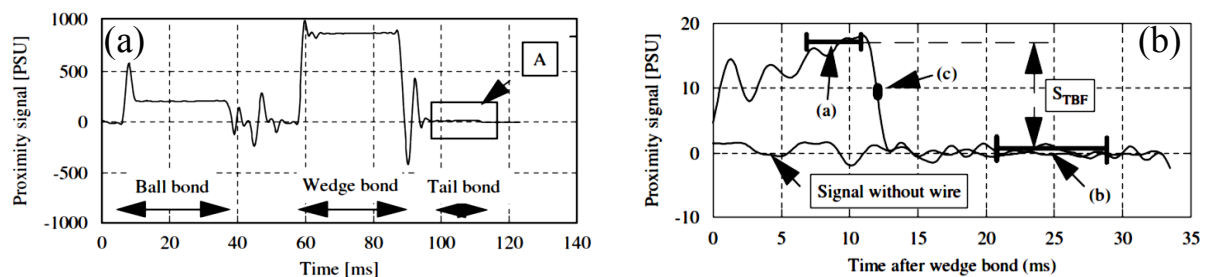 (a)
Proximity signal [PSU]
1000
500
0
-500
-1000
A
Ball bond
Wedge bond
Tail bond
0 20 40 60 80 100 120 140
Time [ms]
(b)
Proximity signal [PSU]
20
10
0
-10
(a)
(c)
S_TBF
Signal without wire
(b)
0 5 10 15 20 25 30 35
Time after wedge bond (ms)